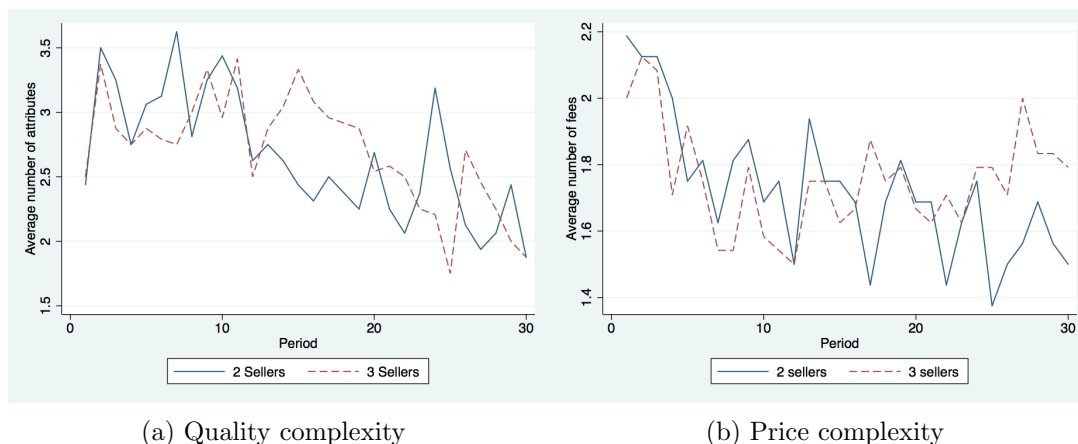 Average number of attributes
3.5
3
2.5
2
1.5
0
10
20
30
Period
2 Sellers
3 Sellers
(a) Quality complexity
Average number of fees
2.2
2
1.8
1.6
1.4
0
10
20
30
Period
2 sellers
3 sellers
(b) Price complexity